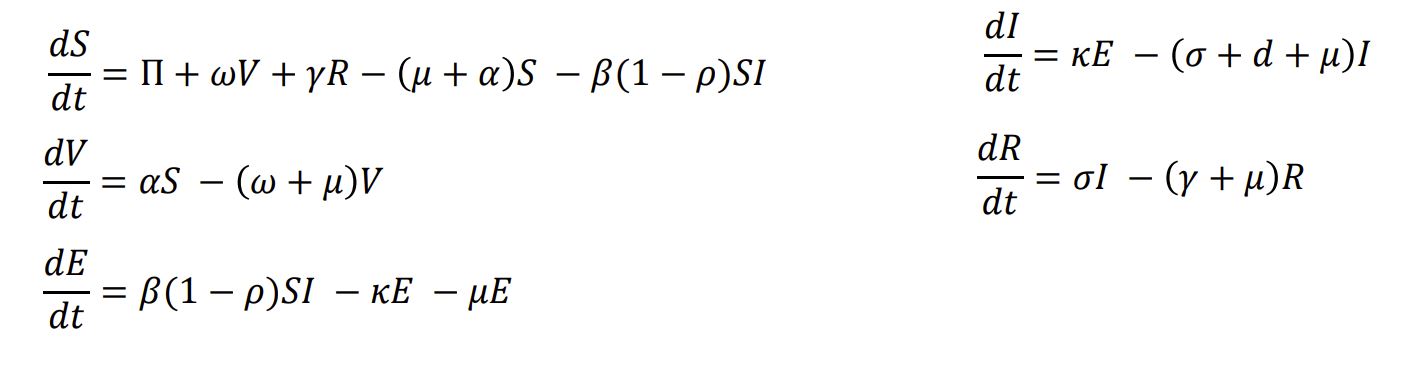 dS/dt = Π + ωV + γR − (μ + α)S − β(1 − ρ)SI
dV/dt = αS − (ω + μ)V
dE/dt = β(1 − ρ)SI − κE − μE
dI/dt = κE − (σ + d + μ)I
dR/dt = σI − (γ + μ)R